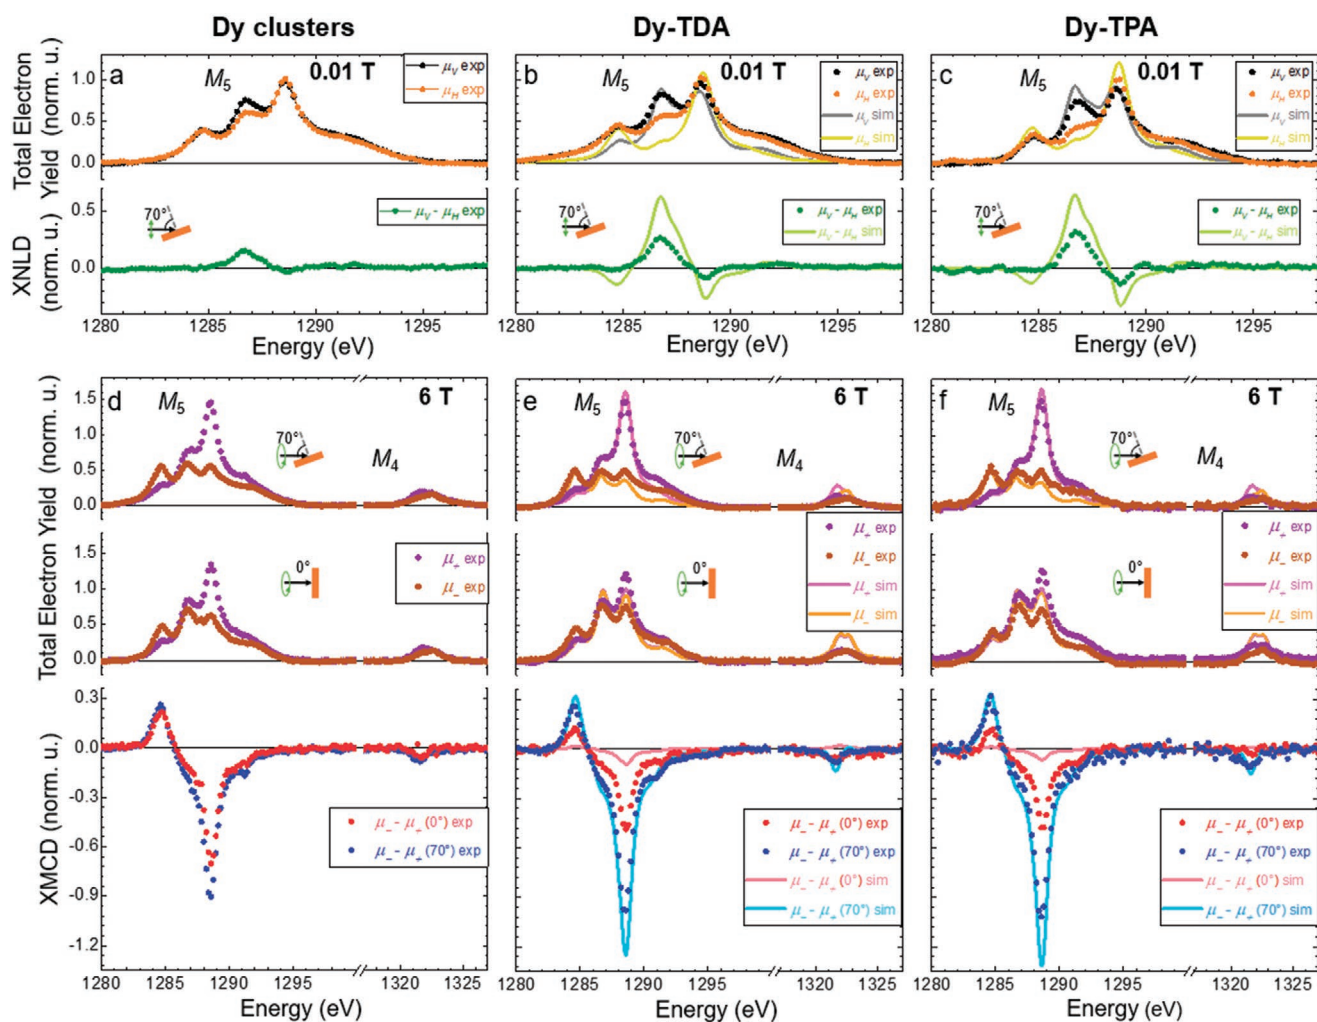 Dy clusters
Dy-TDA
Dy-TPA
Total Electron
Yield (norm. u.)
a
M5
0.01 T
μV exp
μH exp
1.0
0.5
0.0
b
M5
0.01 T
μV exp
μH exp
μV sim
μH sim
c
M5
0.01 T
μV exp
μH exp
μV sim
μH sim
XNLD
(norm. u.)
0.5
0.0
70°
μV − μH exp
70°
μV − μH exp
μV − μH sim
70°
μV − μH exp
μV − μH sim
1280 1285 1290 1295
1280 1285 1290 1295
1280 1285 1290 1295
Energy (eV)
Energy (eV)
Energy (eV)
Total Electron Yield (norm. u.)
d
M5
6 T
70°
M4
1.5
1.0
0.5
0.0
e
M5
6 T
70°
M4
f
M5
6 T
70°
M4
1.5
1.0
0.5
0.0
0°
μ+ exp
μ− exp
0°
μ+ exp
μ− exp
μ+ sim
μ− sim
0°
μ+ exp
μ− exp
μ+ sim
μ− sim
XMCD (norm. u.)
0.3
0.0
-0.3
-0.6
-0.9
-1.2
μ− − μ+ (0°) exp
μ− − μ+ (70°) exp
μ− − μ+ (0°) exp
μ− − μ+ (70°) exp
μ− − μ+ (0°) sim
μ− − μ+ (70°) sim
μ− − μ+ (0°) exp
μ− − μ+ (70°) exp
μ− − μ+ (0°) sim
μ− − μ+ (70°) sim
1280 1285 1290 1295 1320 1325
1280 1285 1290 1295 1320 1325
1280 1285 1290 1295 1320 1325
Energy (eV)
Energy (eV)
Energy (eV)